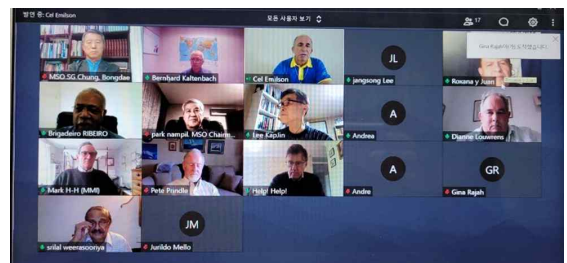 발언 중: Cel Emilson
모든 사용자 보기
17
Gina Rajah
MSO SG Chung, Bongdae
Bernhard Kaltenbach
Cel Emilson
JL
jangsong Lee
Roxana y Juan
Brigadeiro RIBEIRO
park nampil. MSO Chairm...
Lee KapJin
A
Andrea
Dianne Louwrens
Mark H-H (MMI)
Pete Pondle
Help! Help!
A
Andre
GR
Gina Rajah
srilal weerasooriya
JM
Junildo Mello